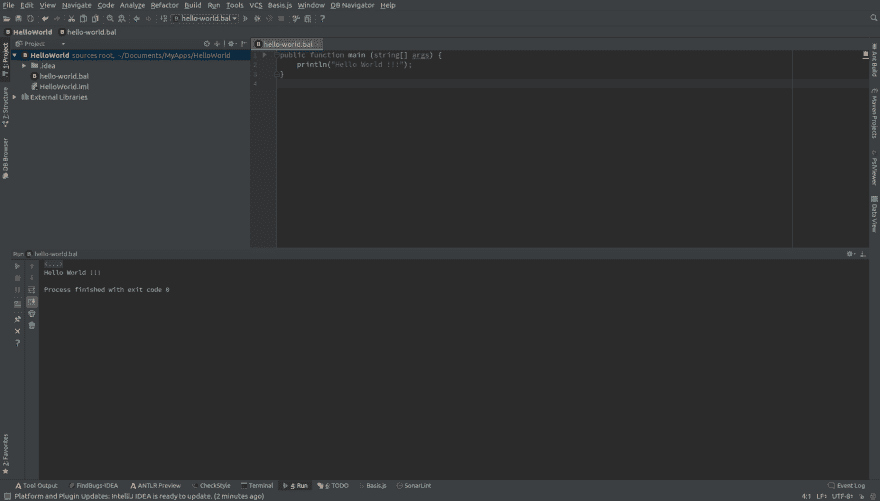 File Edit View Navigate Code Analyze Refactor Build Run Tools VCS Basis.js Window DB Navigator Help
hello-world.bal
HelloWorld hello-world.bal
Project
hello-world.bal
HelloWorld sources root, ~/Documents/MyApps/HelloWorld
.idea
hello-world.bal
HelloWorld.iml
External Libraries
1 public function main (string[] args) {
2 println("Hello World !!!");
3 }
4
1: Project
7: Structure
DB Browser
2: Favorites
Ant Build
Maven Projects
PsiViewer
Data View
Run hello-world.bal
(...)
Hello World !!!
Process finished with exit code 0
Tool Output FindBugs-IDEA ANTLR Preview CheckStyle Terminal 4: Run 6: TODO Basis.js SonarLint Event Log
Platform and Plugin Updates: IntelliJ IDEA is ready to update. (2 minutes ago) 4:1 LF÷ UTF-8÷